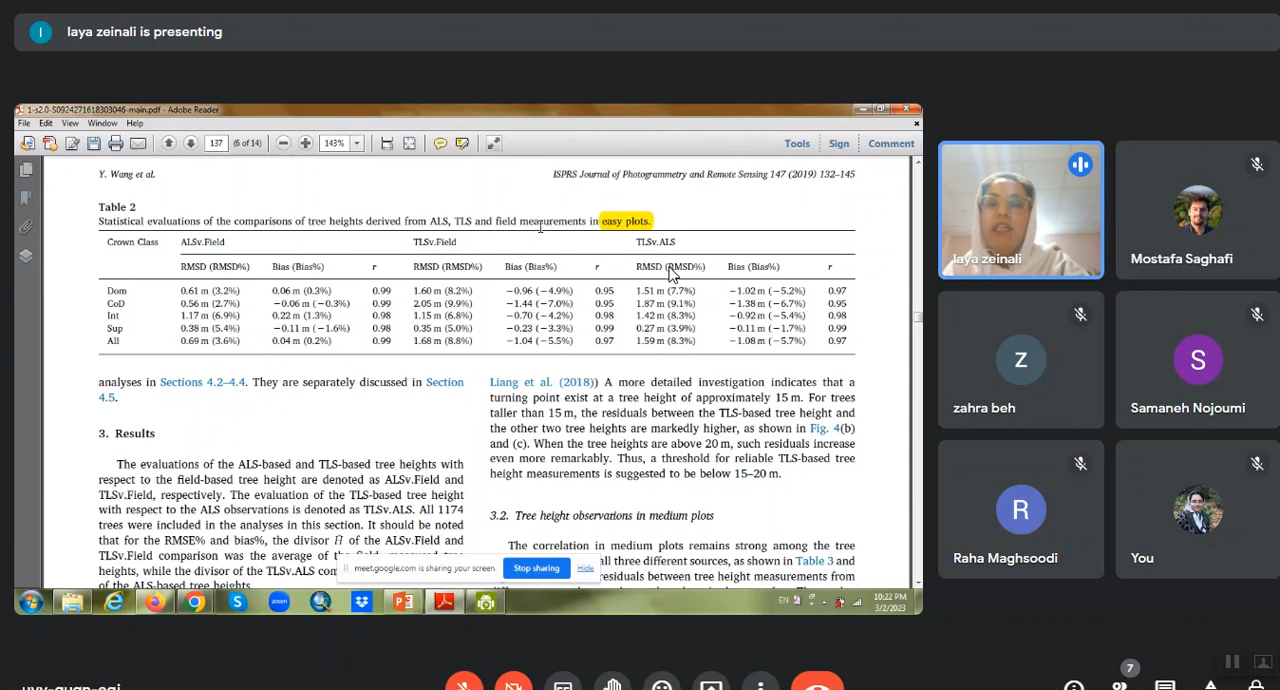 laya zeinali is presenting
1-s2.0-S0924271618303046-main.pdf - Adobe Reader
File Edit View Window Help
137 (6 of 14) 143% Tools Sign Comment
Y. Wang et al. ISPRS Journal of Photogrammetry and Remote Sensing 147 (2019) 132–145
Table 2
Statistical evaluations of the comparisons of tree heights derived from ALS, TLS and field measurements in easy plots.
Crown Class ALSv.Field TLSv.Field TLSv.ALS
RMSD (RMSD%) Bias (Bias%) r RMSD (RMSD%) Bias (Bias%) r RMSD (RMSD%) Bias (Bias%) r
Dom 0.61 m (3.2%) 0.06 m (0.3%) 0.99 1.60 m (8.2%) −0.96 (−4.9%) 0.95 1.51 m (7.7%) −1.02 m (−5.2%) 0.97
CoD 0.56 m (2.7%) −0.06 m (−0.3%) 0.99 2.05 m (9.9%) −1.44 (−7.0%) 0.95 1.87 m (9.1%) −1.38 m (−6.7%) 0.95
Int 1.17 m (6.9%) 0.22 m (1.3%) 0.98 1.15 m (6.8%) −0.70 (−4.2%) 0.98 1.42 m (8.3%) −0.92 m (−5.4%) 0.98
Sup 0.38 m (5.4%) −0.11 m (−1.6%) 0.98 0.35 m (5.0%) −0.23 (−3.3%) 0.99 0.27 m (3.9%) −0.11 m (−1.7%) 0.99
All 0.69 m (3.6%) 0.04 m (0.2%) 0.99 1.68 m (8.8%) −1.04 (−5.5%) 0.97 1.59 m (8.3%) −1.08 m (−5.7%) 0.97
analyses in Sections 4.2–4.4. They are separately discussed in Section
4.5.
3. Results
The evaluations of the ALS-based and TLS-based tree heights with
respect to the field-based tree height are denoted as ALSv.Field and
TLSv.Field, respectively. The evaluation of the TLS-based tree height
with respect to the ALS observations is denoted as TLSv.ALS. All 1174
trees were included in the analyses in this section. It should be noted
that for the RMSE% and bias%, the divisor H̅ of the ALSv.Field and
TLSv.Field comparison was the average of the field-measured tree
heights, while the divisor of the TLSv.ALS com
of the ALS-based tree heights.
Liang et al. (2018)) A more detailed investigation indicates that a
turning point exist at a tree height of approximately 15 m. For trees
taller than 15 m, the residuals between the TLS-based tree height and
the other two tree heights are markedly higher, as shown in Fig. 4(b)
and (c). When the tree heights are above 20 m, such residuals increase
even more remarkably. Thus, a threshold for reliable TLS-based tree
height measurements is suggested to be below 15–20 m.
3.2. Tree height observations in medium plots
The correlation in medium plots remains strong among the tree
all three different sources, as shown in Table 3 and
residuals between tree height measurements from
meet.google.com is sharing your screen. Stop sharing Hide
zoom
EN
10:22 PM
3/2/2023
laya zeinali
Mostafa Saghafi
z
zahra beh
S
Samaneh Nojoumi
R
Raha Maghsoodi
You
7